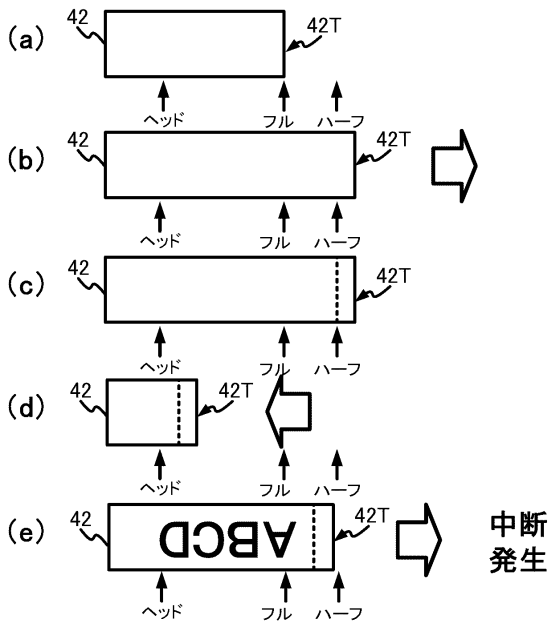 (a) 42 42T
ヘッド フル ハーフ
(b) 42 42T
ヘッド フル ハーフ
(c) 42 42T
ヘッド フル ハーフ
(d) 42 42T
ヘッド フル ハーフ
(e) 42 ABCD 42T 中断
発生
ヘッド フル ハーフ